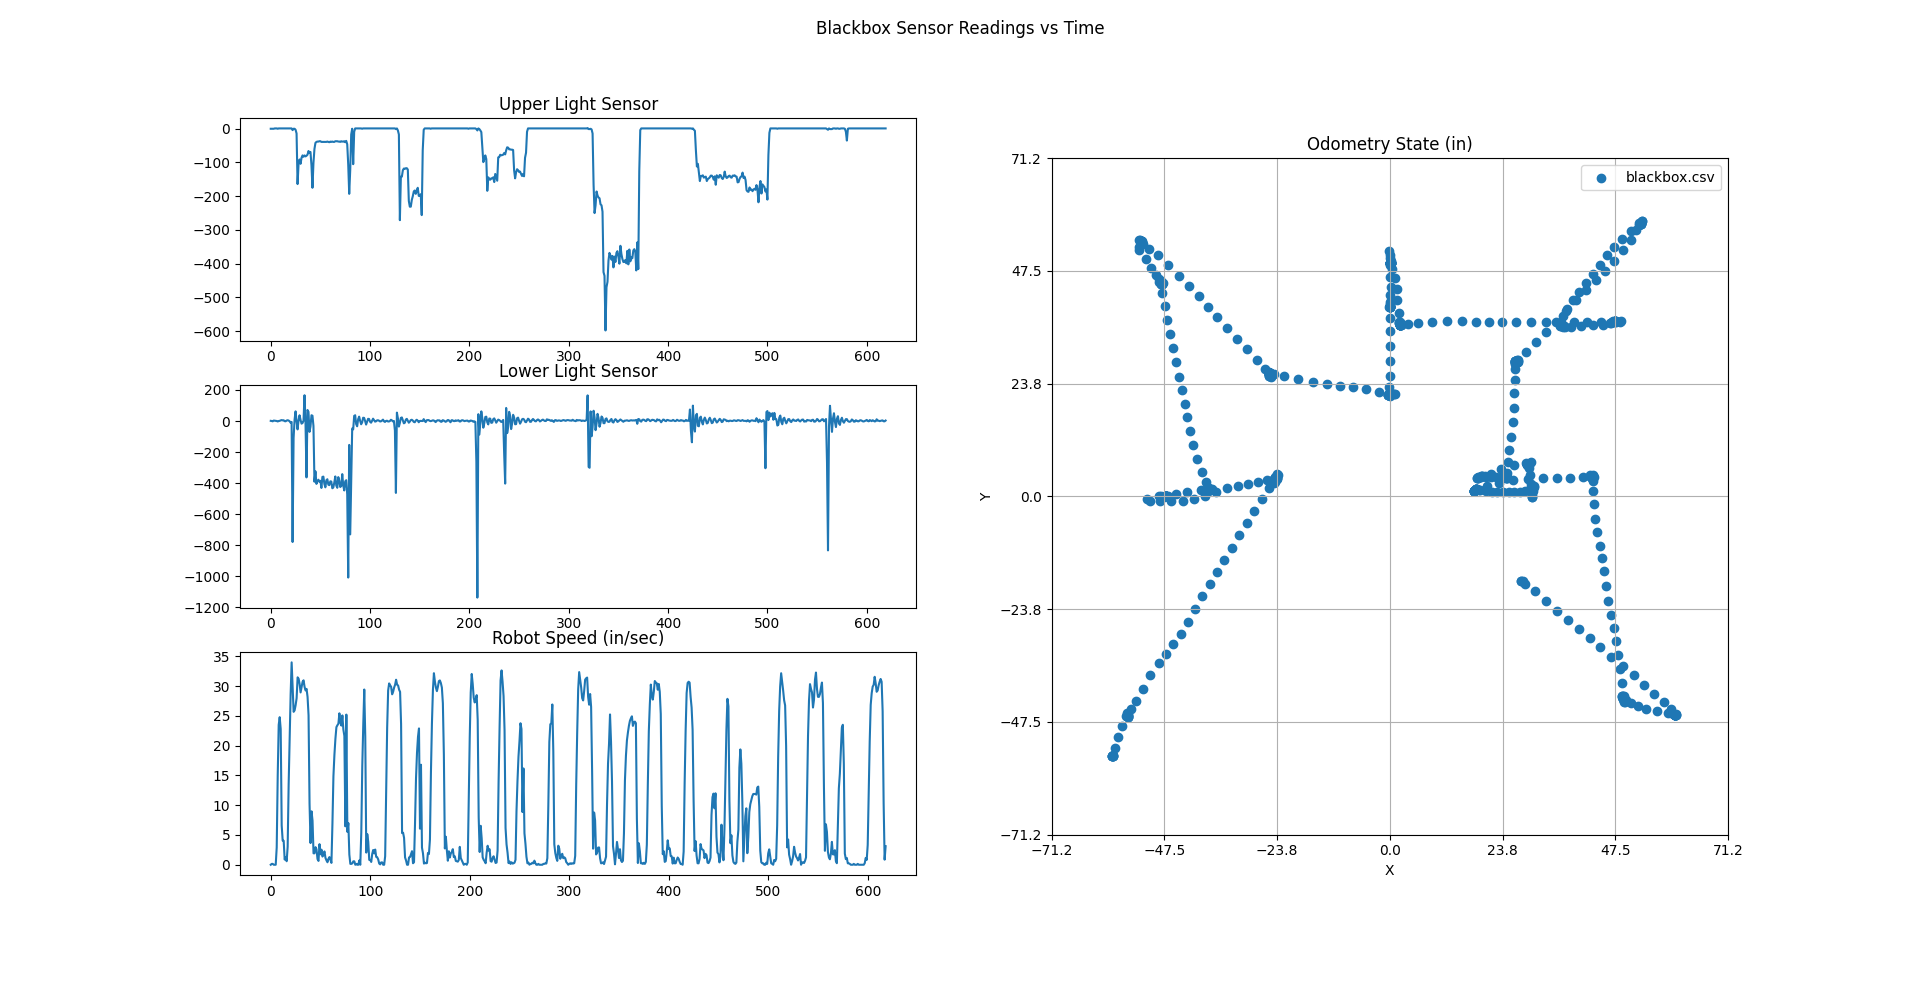 Blackbox Sensor Readings vs Time
Upper Light Sensor
0
−100
−200
−300
−400
−500
−600
0 100 200 300 400 500 600
Lower Light Sensor
200
0
−200
−400
−600
−800
−1000
−1200
0 100 200 300 400 500 600
Robot Speed (in/sec)
35
30
25
20
15
10
5
0
0 100 200 300 400 500 600
Odometry State (in)
blackbox.csv
71.2
47.5
23.8
0.0
−23.8
−47.5
−71.2
Y
−71.2 −47.5 −23.8 0.0 23.8 47.5 71.2
X